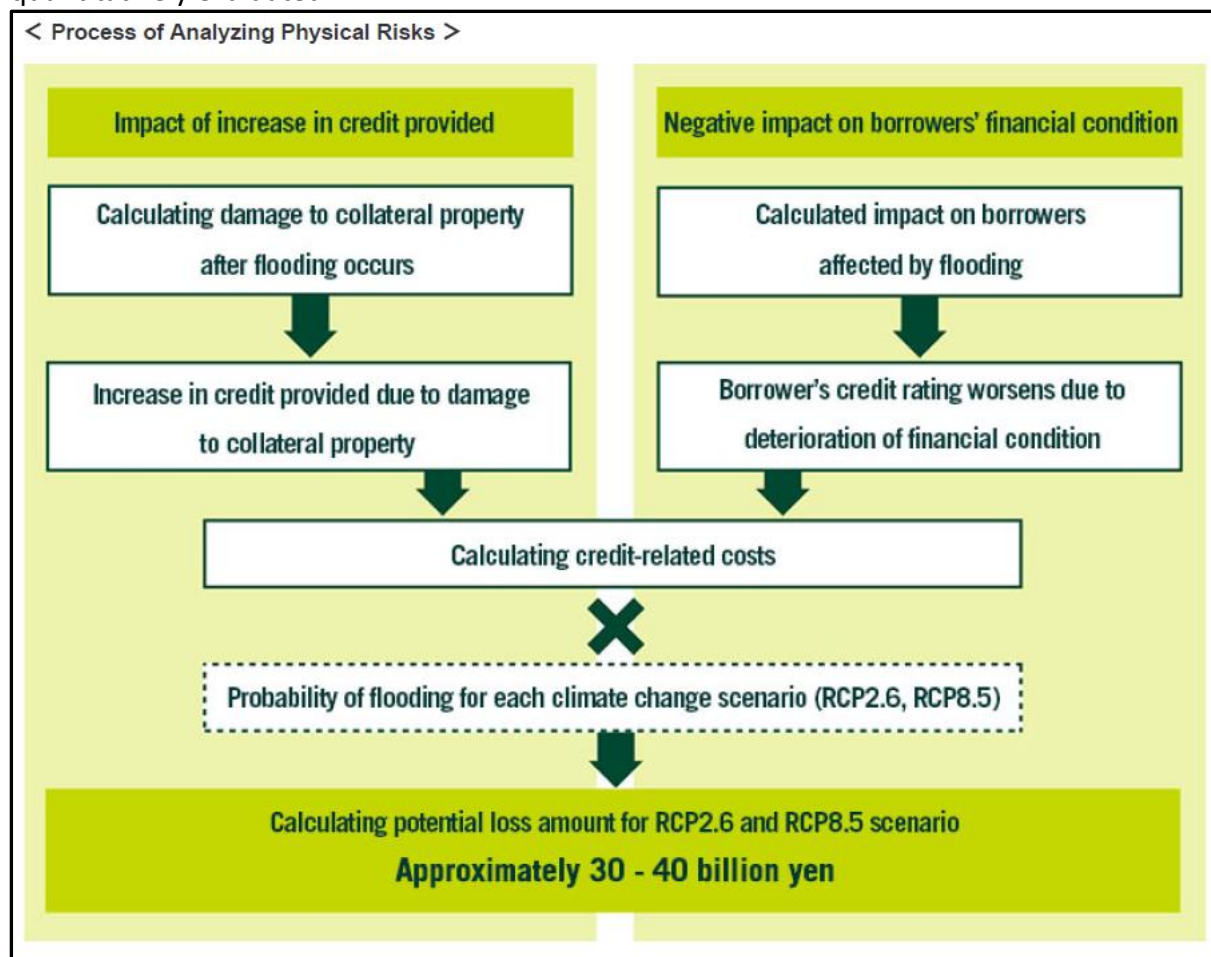 < Process of Analyzing Physical Risks >
Impact of increase in credit provided
Calculating damage to collateral property
after flooding occurs
Increase in credit provided due to damage
to collateral property
Negative impact on borrowers' financial condition
Calculated impact on borrowers
affected by flooding
Borrower's credit rating worsens due to
deterioration of financial condition
Calculating credit-related costs
Probability of flooding for each climate change scenario (RCP2.6, RCP8.5)
Calculating potential loss amount for RCP2.6 and RCP8.5 scenario
Approximately 30 - 40 billion yen